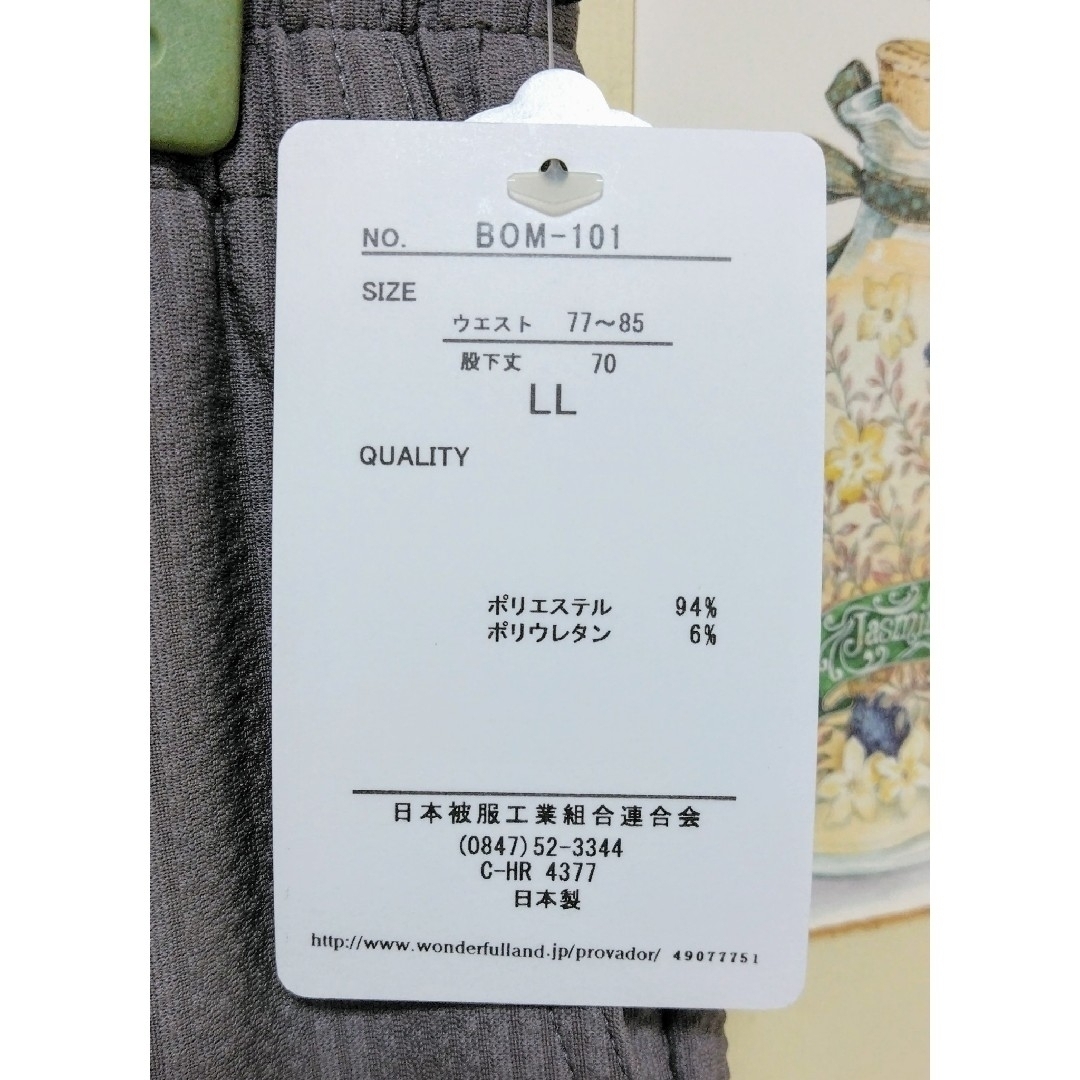 NO. BOM-101
SIZE
ウエスト 77〜85
股下丈 70
LL
QUALITY
ポリエステル 94%
ポリウレタン 6%
日本被服工業組合連合会
(0847)52-3344
C-HR 4377
日本製
http://www.wonderfulland.jp/provador/ 49077751